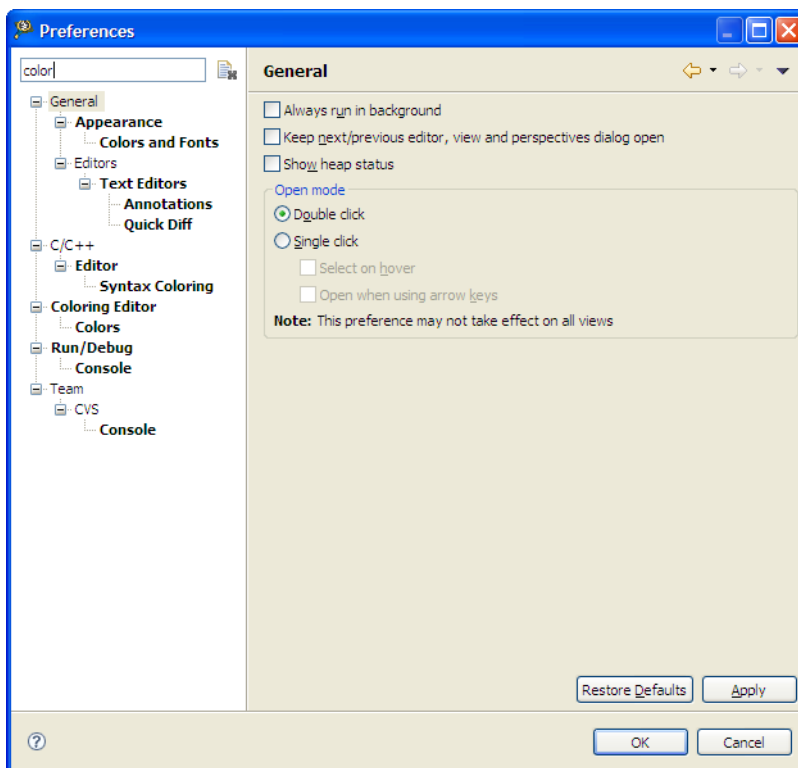 Preferences
color
General
Appearance
Colors and Fonts
Editors
Text Editors
Annotations
Quick Diff
C/C++
Editor
Syntax Coloring
Coloring Editor
Colors
Run/Debug
Console
Team
CVS
Console
General
Always run in background
Keep next/previous editor, view and perspectives dialog open
Show heap status
Open mode
Double click
Single click
Select on hover
Open when using arrow keys
Note: This preference may not take effect on all views
Restore Defaults
Apply
?
OK
Cancel